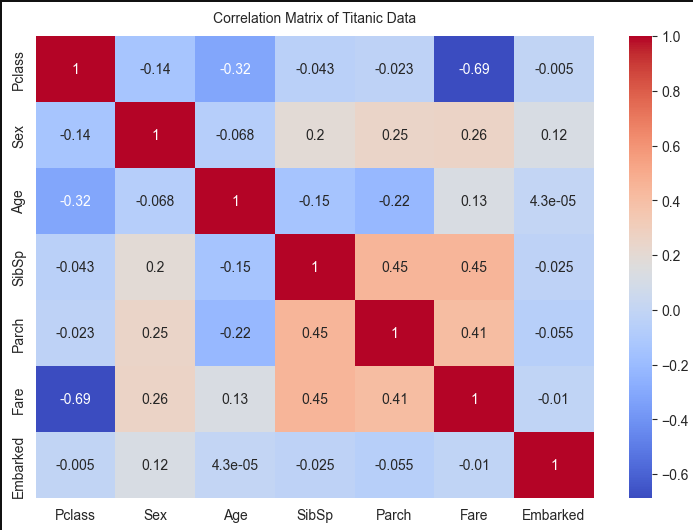 Correlation Matrix of Titanic Data
Pclass 1 -0.14 -0.32 -0.043 -0.023 -0.69 -0.005
Sex -0.14 1 -0.068 0.2 0.25 0.26 0.12
Age -0.32 -0.068 1 -0.15 -0.22 0.13 4.3e-05
SibSp -0.043 0.2 -0.15 1 0.45 0.45 -0.025
Parch -0.023 0.25 -0.22 0.45 1 0.41 -0.055
Fare -0.69 0.26 0.13 0.45 0.41 1 -0.01
Embarked -0.005 0.12 4.3e-05 -0.025 -0.055 -0.01 1
Pclass Sex Age SibSp Parch Fare Embarked
1.0
0.8
0.6
0.4
0.2
0.0
−0.2
−0.4
−0.6